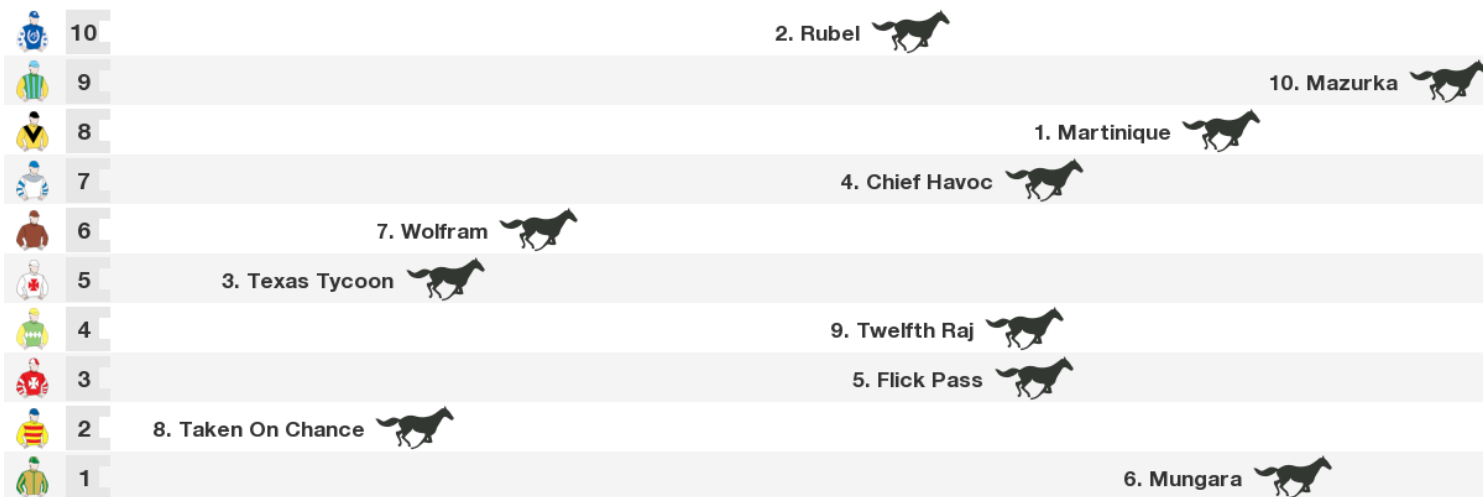 10 2. Rubel
9 10. Mazurka
8 1. Martinique
7 4. Chief Havoc
6 7. Wolfram
5 3. Texas Tycoon
4 9. Twelfth Raj
3 5. Flick Pass
2 8. Taken On Chance
1 6. Mungara